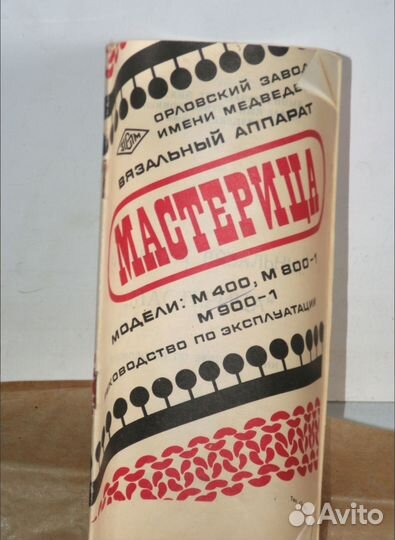 ОРЛОВСКИЙ ЗАВОД
ИМЕНИ МЕДВЕДЕ
ВЯЗАЛЬНЫЙ АППАРАТ
МАСТЕРИЦА
МОДЕЛИ: М 400, М 800-1
М 900-1
РУКОВОДСТВО ПО ЭКСПЛУАТАЦИИ
Avito